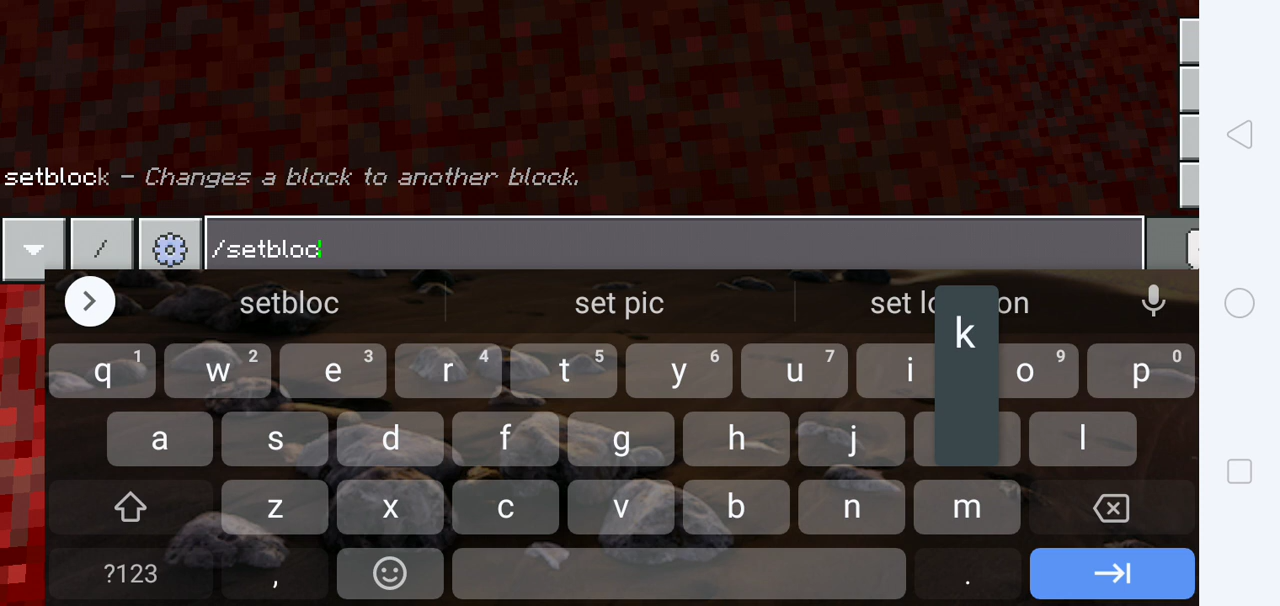 setblock - Changes a block to another block.
/ /setbloc
setbloc set pic
k
q 1 w 2 e 3 r 4 t 5 y 6 u 7 i o 9 p 0
a s d f g h j l
z x c v b n m
?123 , .